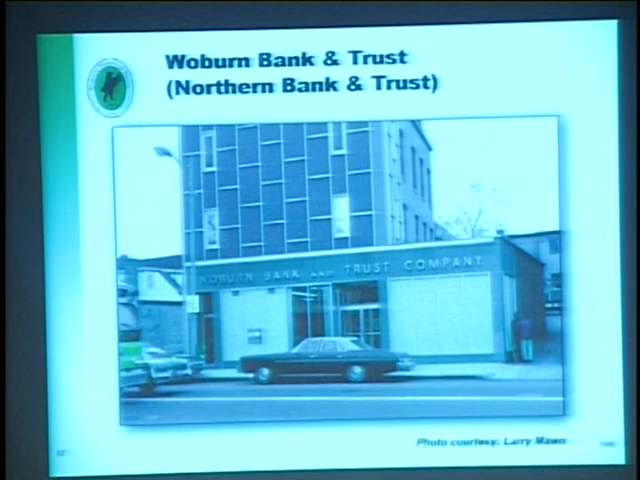 Woburn Bank & Trust
(Northern Bank & Trust)
WOBURN BANK AND TRUST COMPANY
Photo courtesy: Larry Mawn